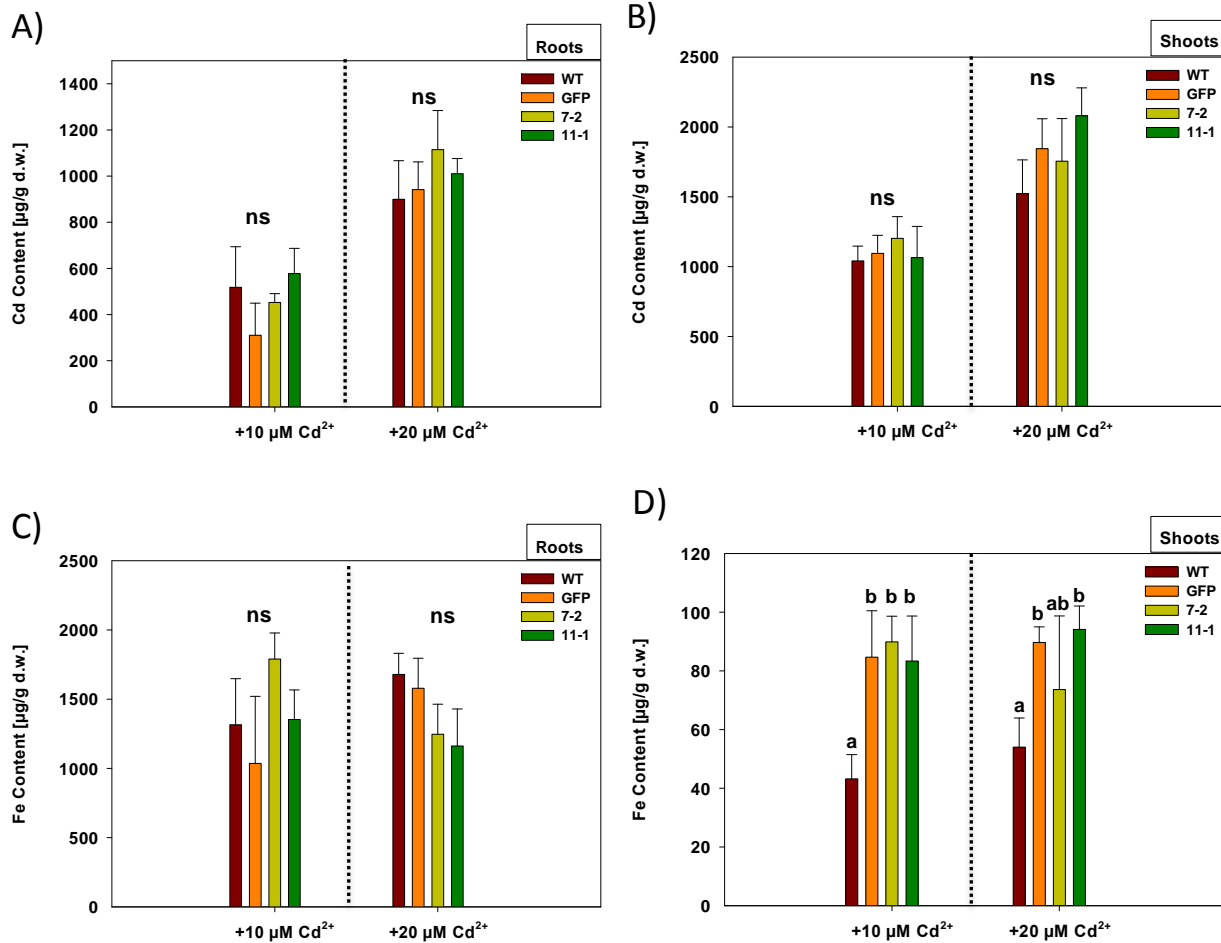 A)
Roots
WT
GFP
7-2
11-1
1400
1200
1000
800
600
400
200
0
Cd Content [µg/g d.w.]
ns
ns
+10 µM Cd²⁺
+20 µM Cd²⁺
B)
Shoots
WT
GFP
7-2
11-1
2500
2000
1500
1000
500
0
Cd Content [µg/g d.w.]
ns
ns
+10 µM Cd²⁺
+20 µM Cd²⁺
C)
Roots
WT
GFP
7-2
11-1
2500
2000
1500
1000
500
0
Fe Content [µg/g d.w.]
ns
ns
+10 µM Cd²⁺
+20 µM Cd²⁺
D)
Shoots
WT
GFP
7-2
11-1
120
100
80
60
40
20
0
Fe Content [µg/g d.w.]
a b b b
a b ab b
+10 µM Cd²⁺
+20 µM Cd²⁺